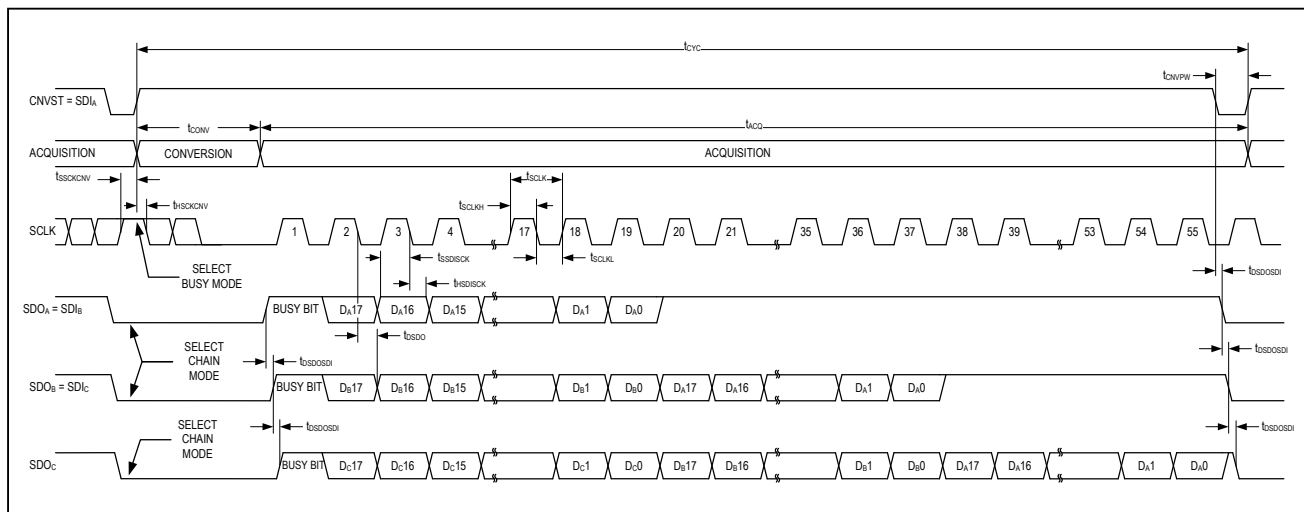 tCYC
tCNVPW
CNVST = SDIA
tCONV
tACQ
ACQUISITION
CONVERSION
ACQUISITION
tSSCKCNV
tHSCKCNV
tSCLK
tSCLKH
SCLK
1 2 3 4 17 18 19 20 21 35 36 37 38 39 53 54 55
tSSDISCK
tSCLKL
SELECT
BUSY MODE
tHSDISCK
tDSDOSDI
SDOA = SDIB
BUSY BIT DA17 DA16 DA15 DA1 DA0
SELECT
CHAIN
MODE
tDSDOSDI
tDSDO
tDSDOSDI
SDOB = SDIC
BUSY BIT DB17 DB16 DB15 DB1 DB0 DA17 DA16 DA1 DA0
SELECT
CHAIN
MODE
tDSDOSDI
tDSDOSDI
SDOC
BUSY BIT DC17 DC16 DC15 DC1 DC0 DB17 DB16 DB1 DB0 DA17 DA16 DA1 DA0